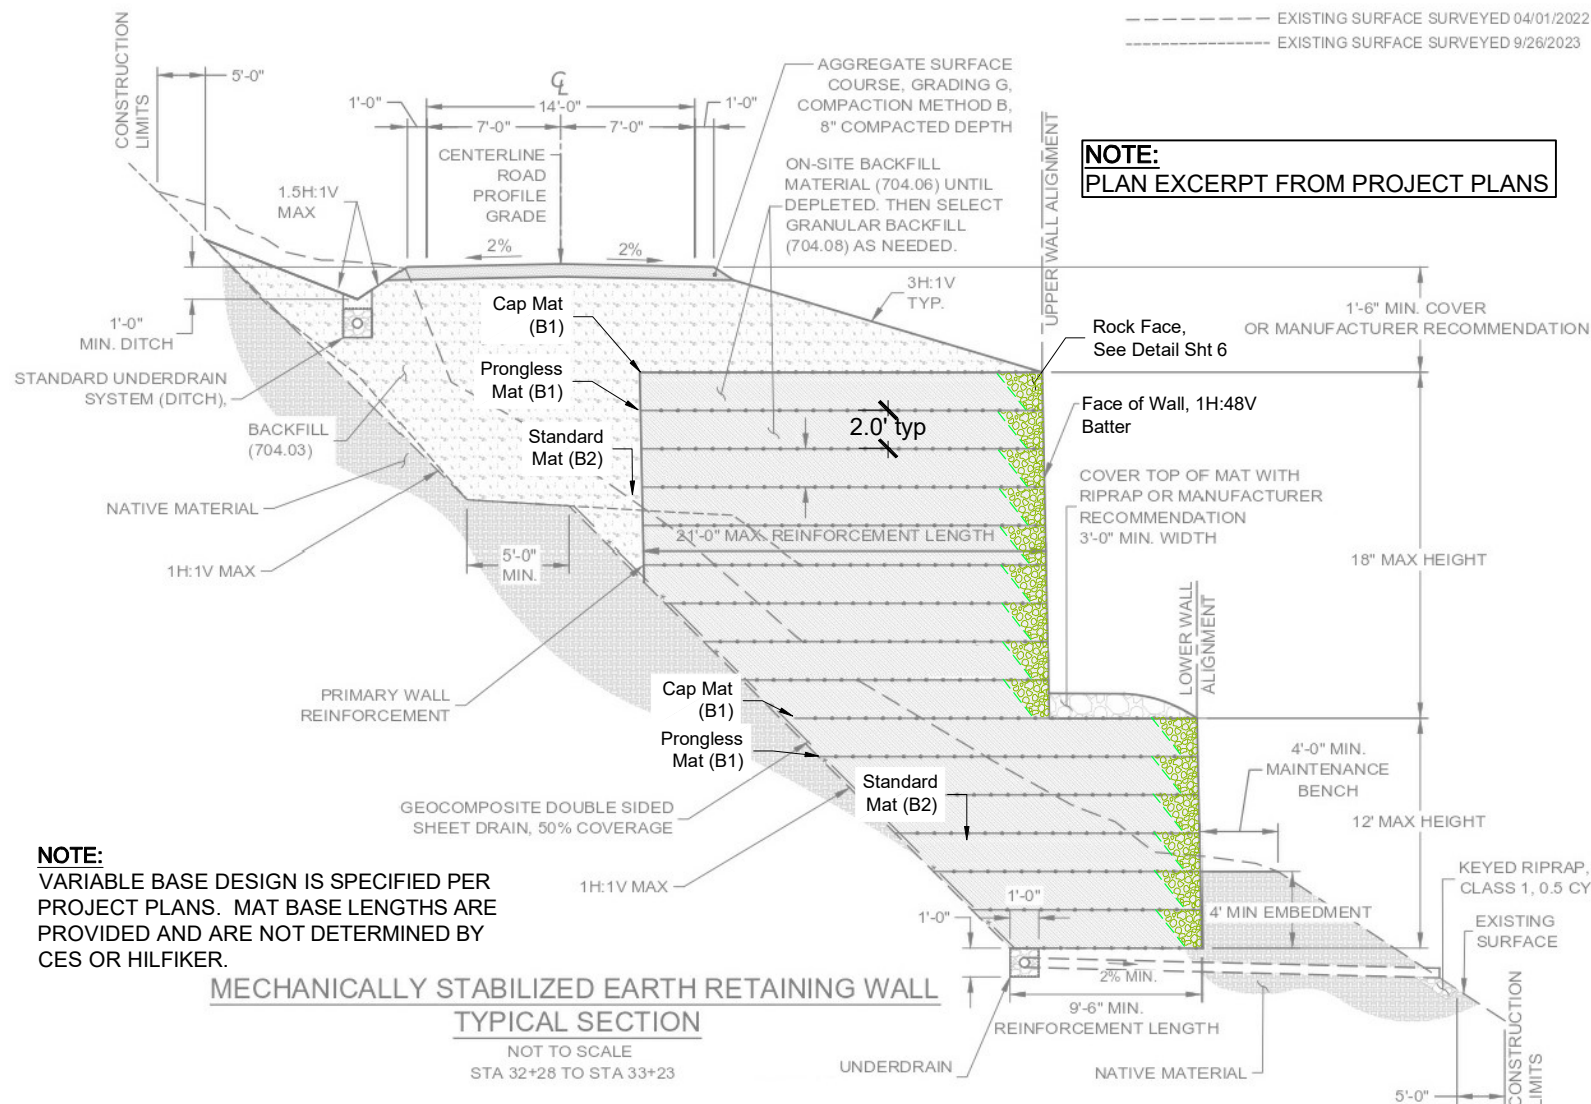 EXISTING SURFACE SURVEYED 04/01/2022
EXISTING SURFACE SURVEYED 9/26/2023
CONSTRUCTION
LIMITS
5'-0"
1'-0"
℄
14'-0"
1'-0"
7'-0"
7'-0"
CENTERLINE
ROAD
PROFILE
GRADE
AGGREGATE SURFACE
COURSE, GRADING G,
COMPACTION METHOD B,
8" COMPACTED DEPTH
ON-SITE BACKFILL
MATERIAL (704.06) UNTIL
DEPLETED. THEN SELECT
GRANULAR BACKFILL
(704.08) AS NEEDED.
UPPER WALL ALIGNMENT
NOTE:
PLAN EXCERPT FROM PROJECT PLANS
1.5H:1V
MAX
2%
2%
3H:1V
TYP.
1'-6" MIN. COVER
OR MANUFACTURER RECOMMENDATION
1'-0"
MIN. DITCH
STANDARD UNDERDRAIN
SYSTEM (DITCH),
BACKFILL
(704.03)
NATIVE MATERIAL
1H:1V MAX
Cap Mat
(B1)
Prongless
Mat (B1)
Standard
Mat (B2)
2.0' typ
Rock Face,
See Detail Sht 6
Face of Wall, 1H:48V
Batter
COVER TOP OF MAT WITH
RIPRAP OR MANUFACTURER
RECOMMENDATION
3'-0" MIN. WIDTH
21'-0" MAX. REINFORCEMENT LENGTH
5'-0"
MIN.
18" MAX HEIGHT
LOWER WALL
ALIGNMENT
PRIMARY WALL
REINFORCEMENT
Cap Mat
(B1)
Prongless
Mat (B1)
Standard
Mat (B2)
4'-0" MIN.
MAINTENANCE
BENCH
12' MAX HEIGHT
GEOCOMPOSITE DOUBLE SIDED
SHEET DRAIN, 50% COVERAGE
1H:1V MAX
NOTE:
VARIABLE BASE DESIGN IS SPECIFIED PER
PROJECT PLANS. MAT BASE LENGTHS ARE
PROVIDED AND ARE NOT DETERMINED BY
CES OR HILFIKER.
1'-0"
1'-0"
4' MIN EMBEDMENT
KEYED RIPRAP,
CLASS 1, 0.5 CY
EXISTING
SURFACE
2% MIN.
9'-6" MIN.
REINFORCEMENT LENGTH
MECHANICALLY STABILIZED EARTH RETAINING WALL
TYPICAL SECTION
NOT TO SCALE
STA 32+28 TO STA 33+23
UNDERDRAIN
NATIVE MATERIAL
CONSTRUCTION
LIMITS
5'-0"